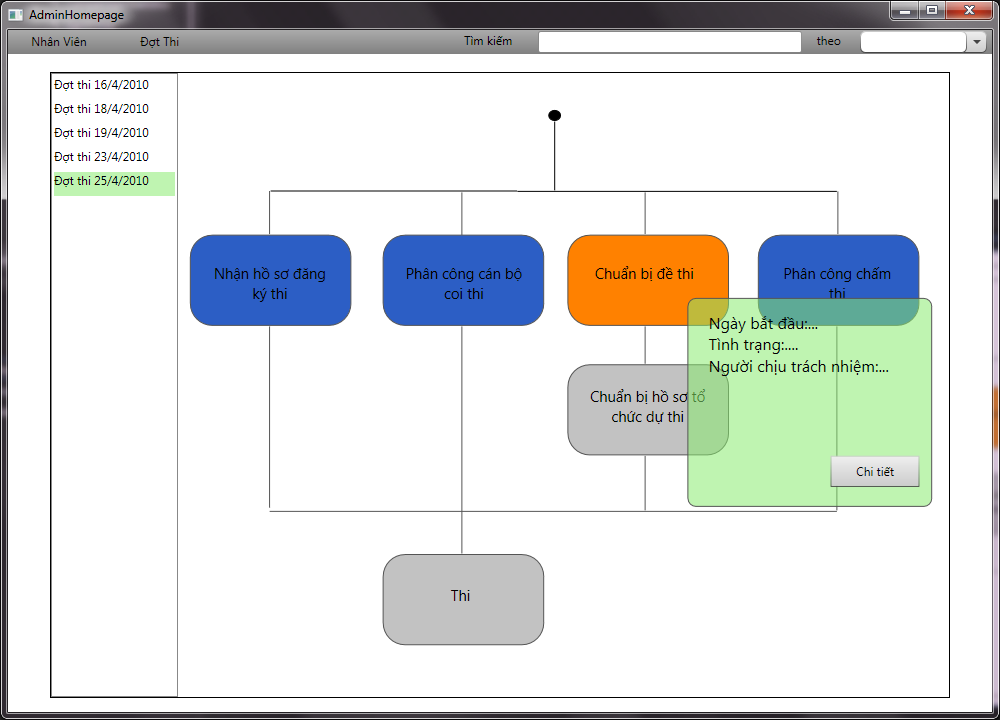 AdminHomepage
Nhân Viên
Đợt Thi
Tìm kiếm
theo
Đợt thi 16/4/2010
Đợt thi 18/4/2010
Đợt thi 19/4/2010
Đợt thi 23/4/2010
Đợt thi 25/4/2010
Nhận hồ sơ đăng
ký thi
Phân công cán bộ
coi thi
Chuẩn bị đề thi
Phân công chấm
thi
Ngày bắt đầu:...
Tình trạng:....
Người chịu trách nhiệm:...
Chuẩn bị hồ sơ tổ
chức dự thi
Chi tiết
Thi